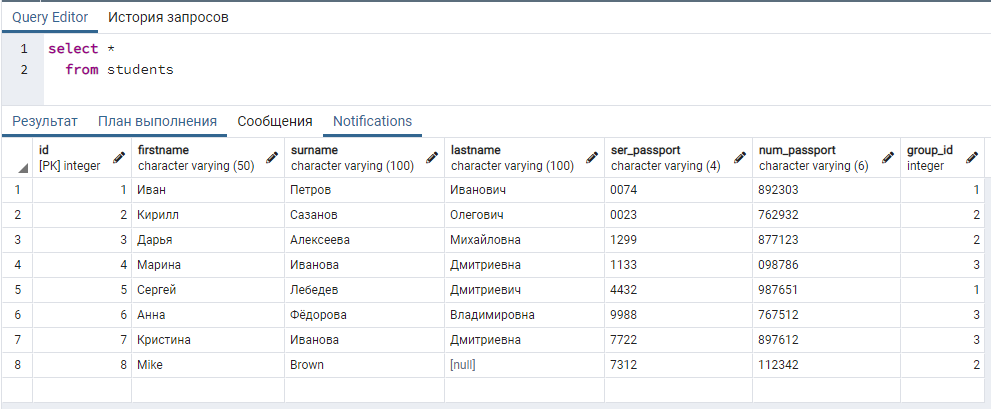 Query Editor История запросов
1 select *
2 from students
Результат План выполнения Сообщения Notifications
id firstname surname lastname ser_passport num_passport group_id
[PK] integer character varying (50) character varying (100) character varying (100) character varying (4) character varying (6) integer
1 1 Иван Петров Иванович 0074 892303 1
2 2 Кирилл Сазанов Олегович 0023 762932 2
3 3 Дарья Алексеева Михайловна 1299 877123 2
4 4 Марина Иванова Дмитриевна 1133 098786 3
5 5 Сергей Лебедев Дмитриевич 4432 987651 1
6 6 Анна Фёдорова Владимировна 9988 767512 3
7 7 Кристина Иванова Дмитриевна 7722 897612 3
8 8 Mike Brown [null] 7312 112342 2